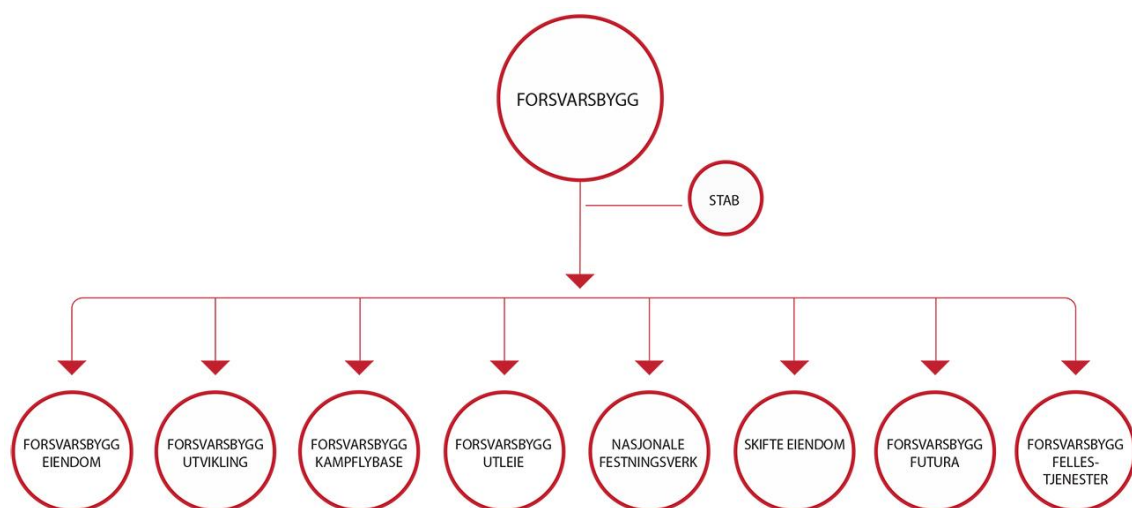 FORSVARSBYGG
STAB
FORSVARSBYGG
EIENDOM
FORSVARSBYGG
UTVIKLING
FORSVARSBYGG
KAMPFLYBASE
FORSVARSBYGG
UTLEIE
NASJONALE
FESTNINGSVERK
SKIFTE EIENDOM
FORSVARSBYGG
FUTURA
FORSVARSBYGG
FELLES-
TJENESTER